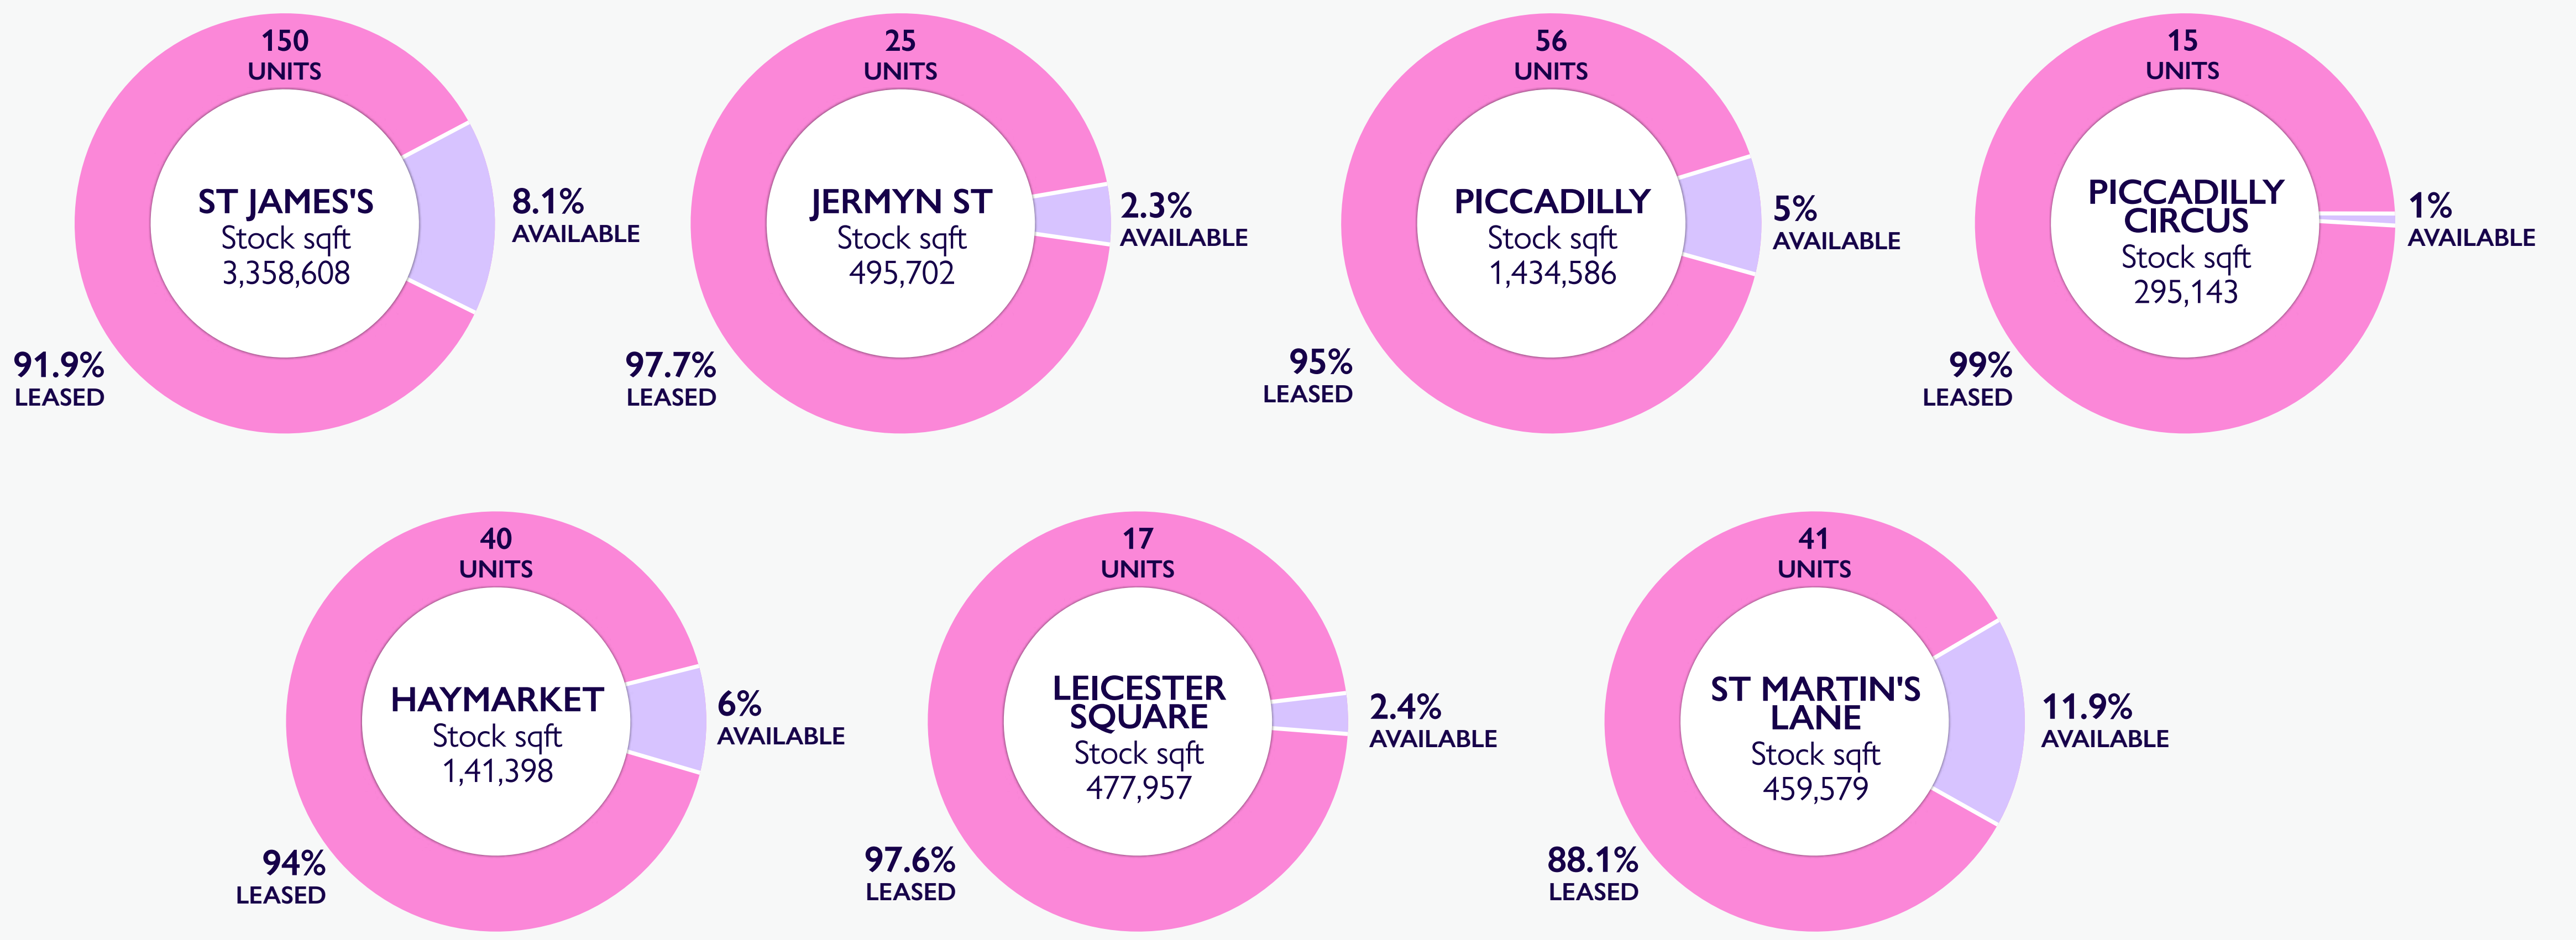 150
UNITS
ST JAMES'S
Stock sqft
3,358,608
8.1%
AVAILABLE
91.9%
LEASED
25
UNITS
JERMYN ST
Stock sqft
495,702
2.3%
AVAILABLE
97.7%
LEASED
56
UNITS
PICCADILLY
Stock sqft
1,434,586
5%
AVAILABLE
95%
LEASED
15
UNITS
PICCADILLY
CIRCUS
Stock sqft
295,143
1%
AVAILABLE
99%
LEASED
40
UNITS
HAYMARKET
Stock sqft
1,41,398
6%
AVAILABLE
94%
LEASED
17
UNITS
LEICESTER
SQUARE
Stock sqft
477,957
2.4%
AVAILABLE
97.6%
LEASED
41
UNITS
ST MARTIN'S
LANE
Stock sqft
459,579
11.9%
AVAILABLE
88.1%
LEASED